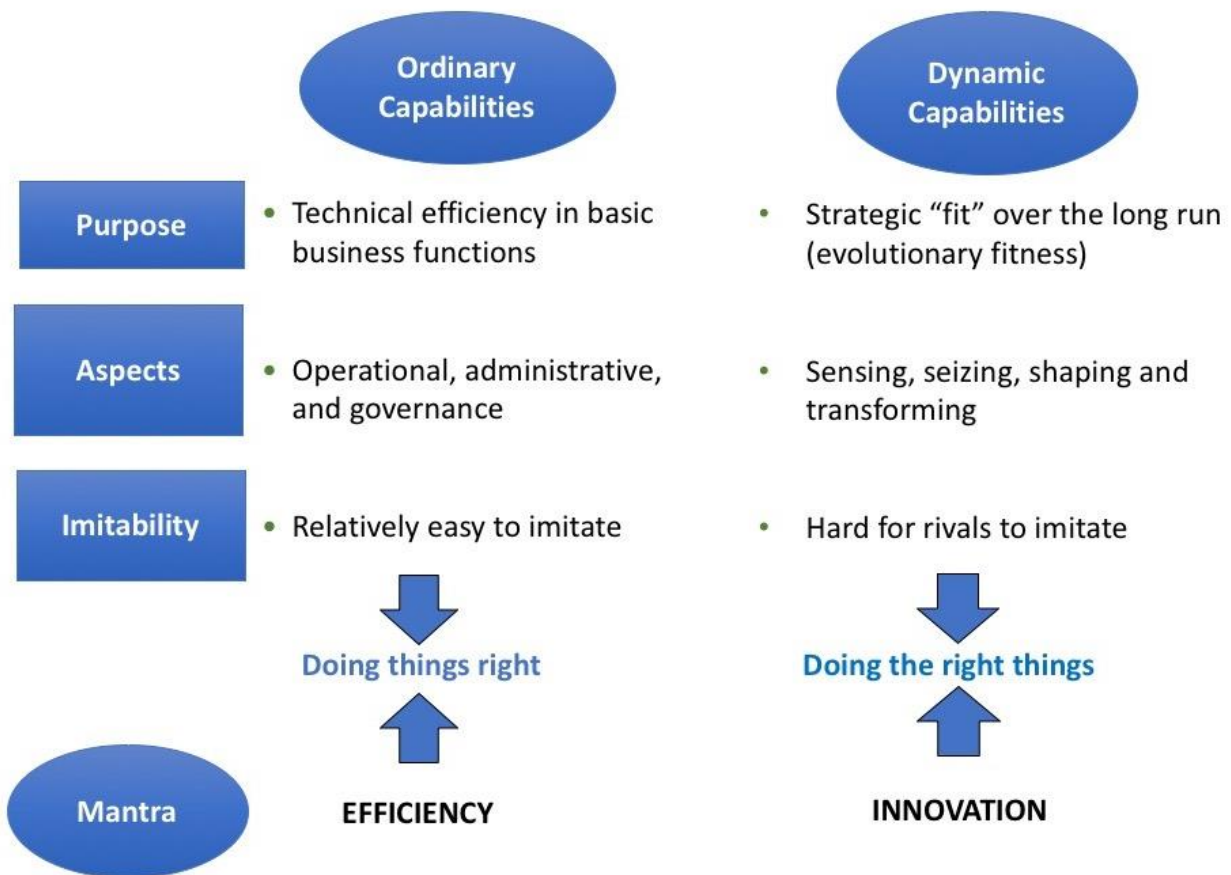 Ordinary
Capabilities
Dynamic
Capabilities
Purpose
• Technical efficiency in basic
business functions
• Strategic “fit” over the long run
(evolutionary fitness)
Aspects
• Operational, administrative,
and governance
• Sensing, seizing, shaping and
transforming
Imitability
• Relatively easy to imitate
• Hard for rivals to imitate
Doing things right
Doing the right things
Mantra
EFFICIENCY
INNOVATION